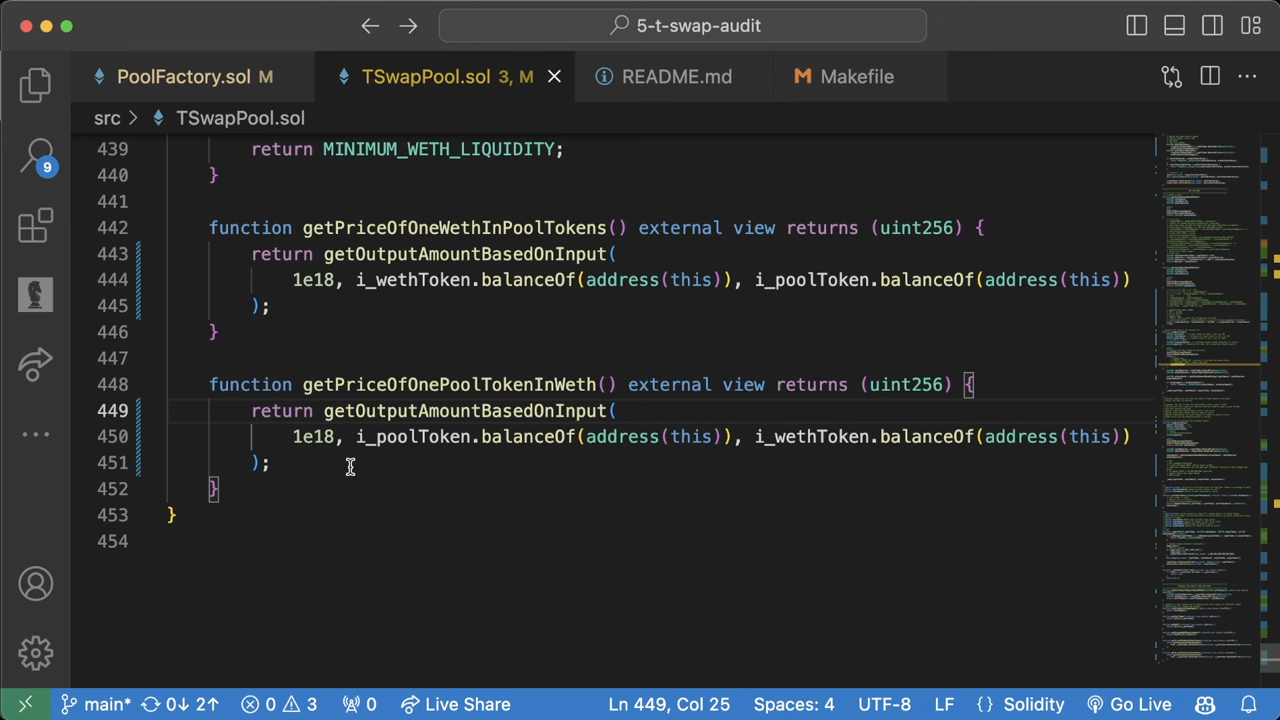 5-t-swap-audit
PoolFactory.sol M
TSwapPool.sol 3, M
README.md
Makefile
src > TSwapPool.sol
439 return MINIMUM_WETH_LIQUIDITY;
440 }
441
442 function getPriceOfOneWethInPoolTokens() external view returns (uint256) {
443 return getOutputAmountBasedOnInput(
444 1e18, i_wethToken.balanceOf(address(this)), i_poolToken.balanceOf(address(this))
445 );
446 }
447
448 function getPriceOfOnePoolTokenInWeth() external view returns (uint256) {
449 return getOutputAmountBasedOnInput(
450 1e18, i_poolToken.balanceOf(address(this)), i_wethToken.balanceOf(address(this))
451 );
452 }
453 }
454
9
main* 0↓ 2↑ 0 3 0 Live Share Ln 449, Col 25 Spaces: 4 UTF-8 LF {} Solidity Go Live